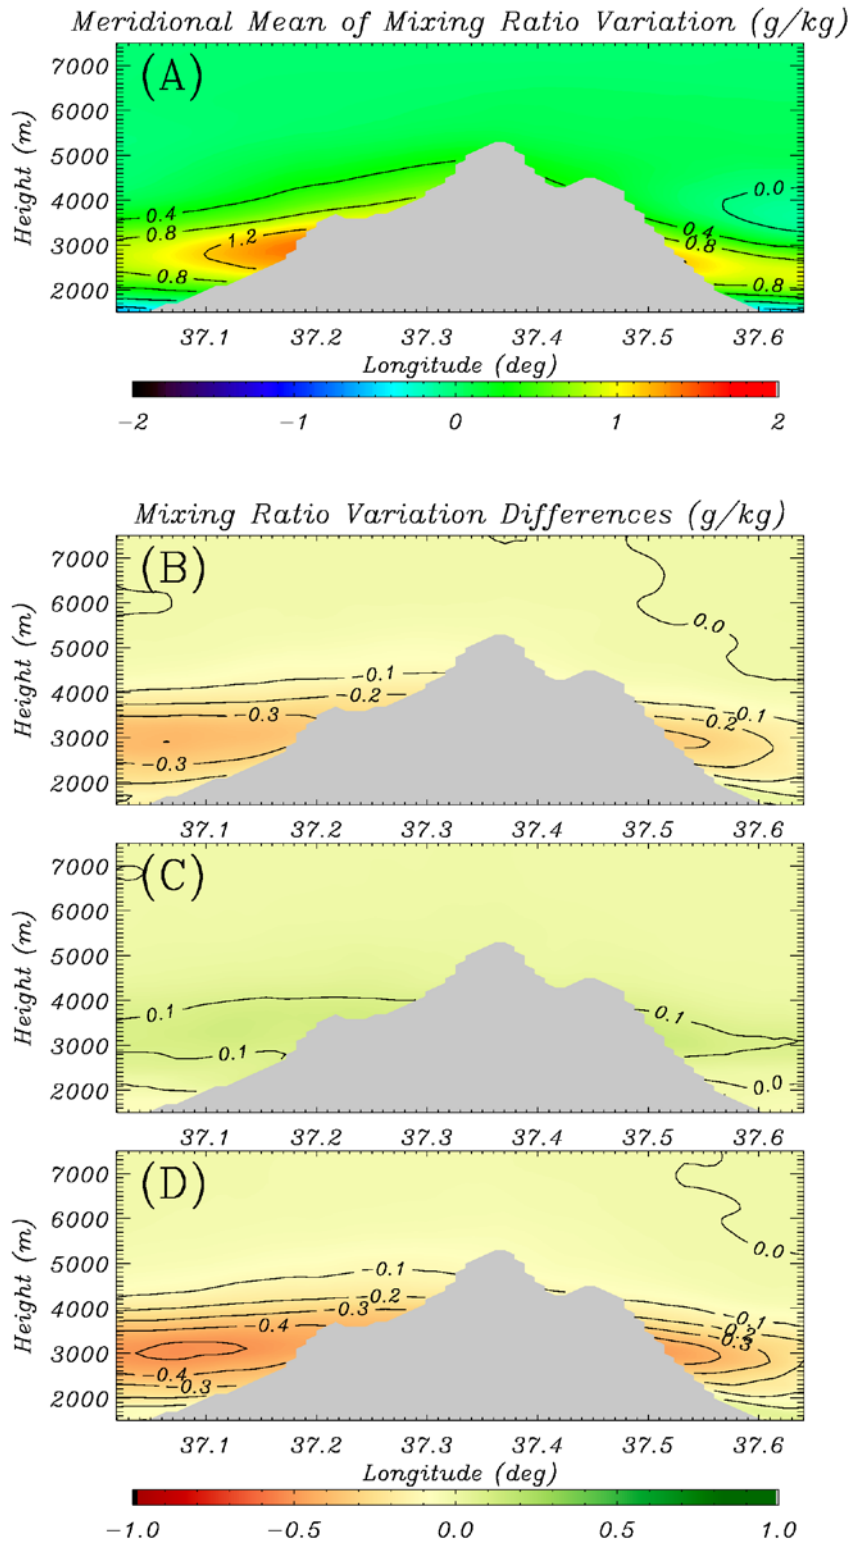 Meridional Mean of Mixing Ratio Variation (g/kg)
(A)
Height (m)
7000
6000
5000
4000
3000
2000
0.4
0.8
1.2
0.8
0.0
0.4
0.8
0.8
37.1 37.2 37.3 37.4 37.5 37.6
Longitude (deg)
−2 −1 0 1 2
Mixing Ratio Variation Differences (g/kg)
(B)
Height (m)
7000
6000
5000
4000
3000
2000
0.0
−0.1
−0.2
−0.3
−0.3
−0.1
−0.2
37.1 37.2 37.3 37.4 37.5 37.6
(C)
Height (m)
7000
6000
5000
4000
3000
2000
0.1
0.1
0.1
0.0
37.1 37.2 37.3 37.4 37.5 37.6
(D)
Height (m)
7000
6000
5000
4000
3000
2000
0.0
−0.1
−0.2
−0.3
−0.4
−0.4
−0.3
−0.1
−0.2
−0.3
37.1 37.2 37.3 37.4 37.5 37.6
Longitude (deg)
−1.0 −0.5 0.0 0.5 1.0